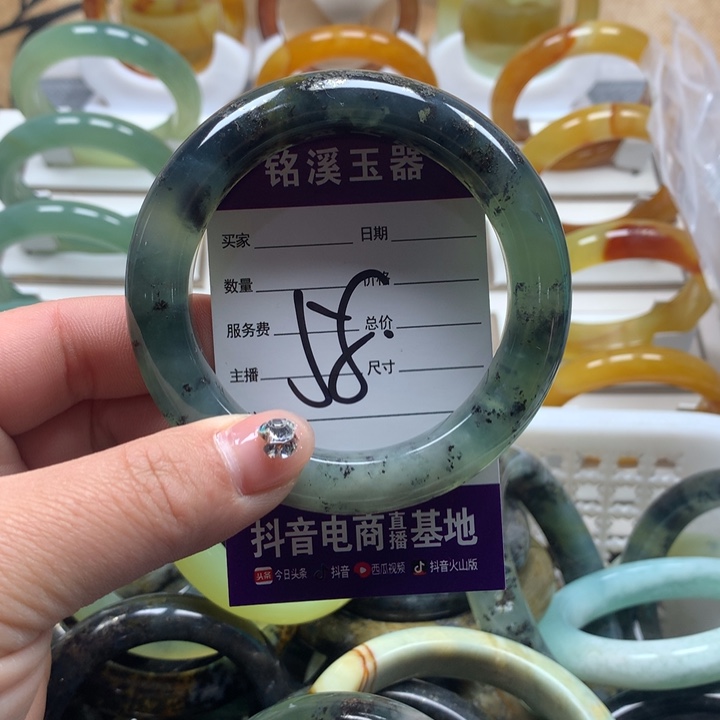 铭溪玉器
买家 日期
数量 价格
服务费 总价
主播 尺寸
抖音电商直播基地
头条 今日头条 抖音 西瓜视频 抖音火山版